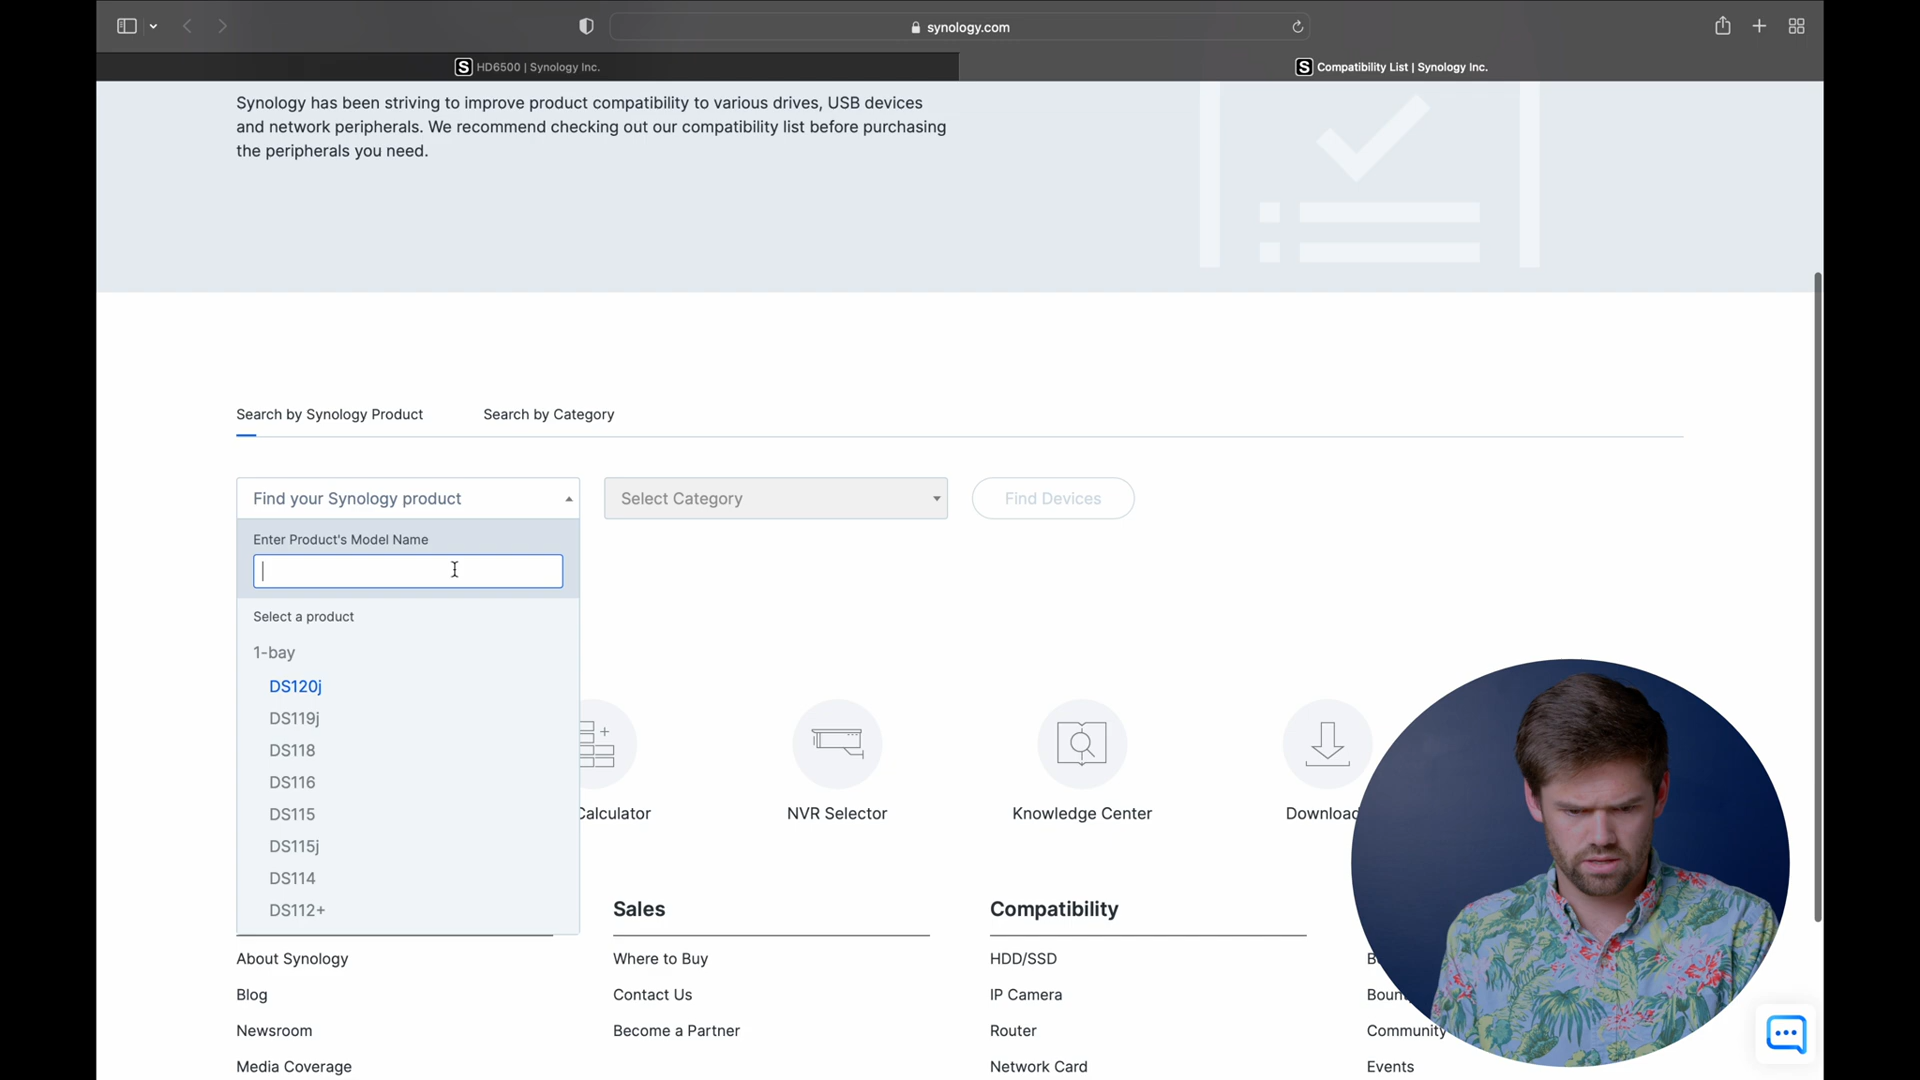 synology.com
S HD6500 | Synology Inc.
S Compatibility List | Synology Inc.
Synology has been striving to improve product compatibility to various drives, USB devices
and network peripherals. We recommend checking out our compatibility list before purchasing
the peripherals you need.
Search by Synology Product
Search by Category
Find your Synology product
Select Category
Find Devices
Enter Product's Model Name
Select a product
1-bay
DS120j
DS119j
DS118
DS116
DS115
DS115j
DS114
DS112+
Calculator
NVR Selector
Knowledge Center
Download
Sales
Compatibility
About Synology
Where to Buy
HDD/SSD
Blog
Contact Us
IP Camera
Boun
Newsroom
Become a Partner
Router
Community
Media Coverage
Network Card
Events